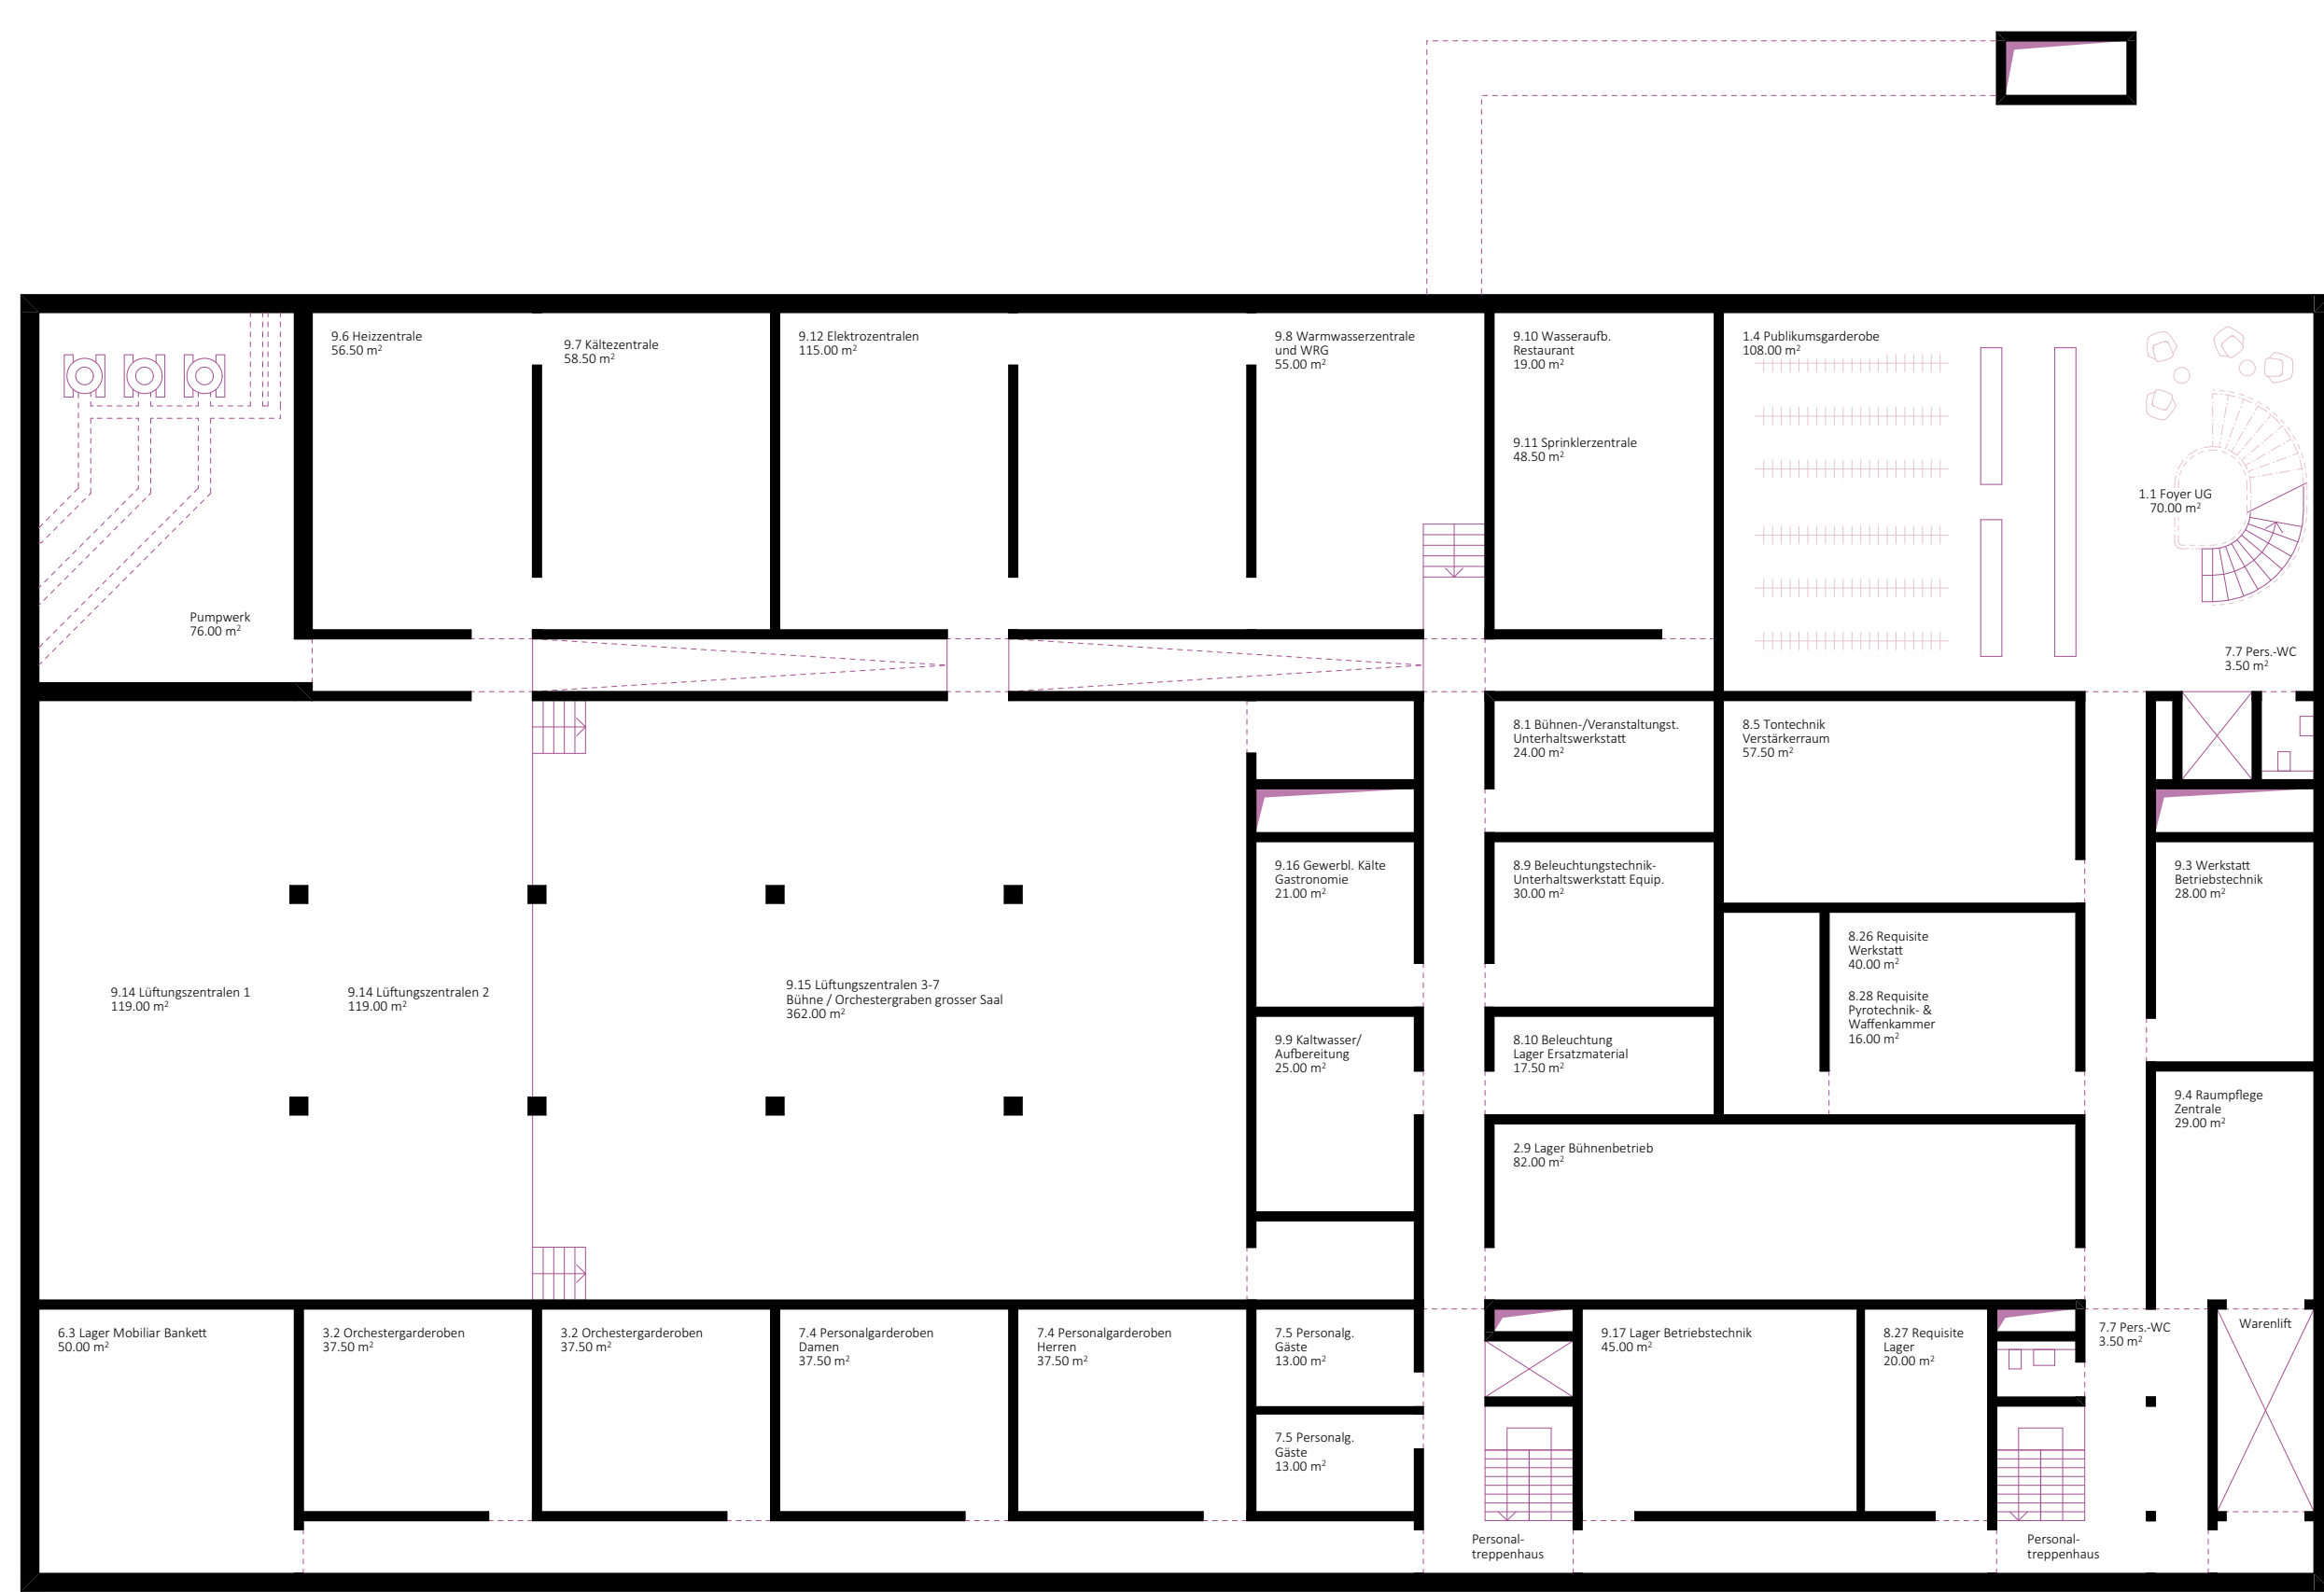 9.6 Heizzentrale
56.50 m²
9.7 Kältezentrale
58.50 m²
9.12 Elektrozentralen
115.00 m²
9.8 Warmwasserzentrale
und WRG
55.00 m²
9.10 Wasseraufb.
Restaurant
19.00 m²
9.11 Sprinklerzentrale
48.50 m²
1.4 Publikumsgarderobe
108.00 m²
1.1 Foyer UG
70.00 m²
Pumpwerk
76.00 m²
7.7 Pers.-WC
3.50 m²
8.1 Bühnen-/Veranstaltungst.
Unterhaltswerkstatt
24.00 m²
8.5 Tontechnik
Verstärkerraum
57.50 m²
9.16 Gewerbl. Kälte
Gastronomie
21.00 m²
8.9 Beleuchtungstechnik-
Unterhaltswerkstatt Equip.
30.00 m²
9.3 Werkstatt
Betriebstechnik
28.00 m²
8.26 Requisite
Werkstatt
40.00 m²
8.28 Requisite
Pyrotechnik- &
Waffenkammer
16.00 m²
9.14 Lüftungszentralen 1
119.00 m²
9.14 Lüftungszentralen 2
119.00 m²
9.15 Lüftungszentralen 3-7
Bühne / Orchestergraben grosser Saal
362.00 m²
9.9 Kaltwasser/
Aufbereitung
25.00 m²
8.10 Beleuchtung
Lager Ersatzmaterial
17.50 m²
9.4 Raumpflege
Zentrale
29.00 m²
2.9 Lager Bühnenbetrieb
82.00 m²
6.3 Lager Mobiliar Bankett
50.00 m²
3.2 Orchestergarderoben
37.50 m²
3.2 Orchestergarderoben
37.50 m²
7.4 Personalgarderoben
Damen
37.50 m²
7.4 Personalgarderoben
Herren
37.50 m²
7.5 Personalg.
Gäste
13.00 m²
9.17 Lager Betriebstechnik
45.00 m²
8.27 Requisite
Lager
20.00 m²
7.7 Pers.-WC
3.50 m²
Warenlift
7.5 Personalg.
Gäste
13.00 m²
Personal-
treppenhaus
Personal-
treppenhaus